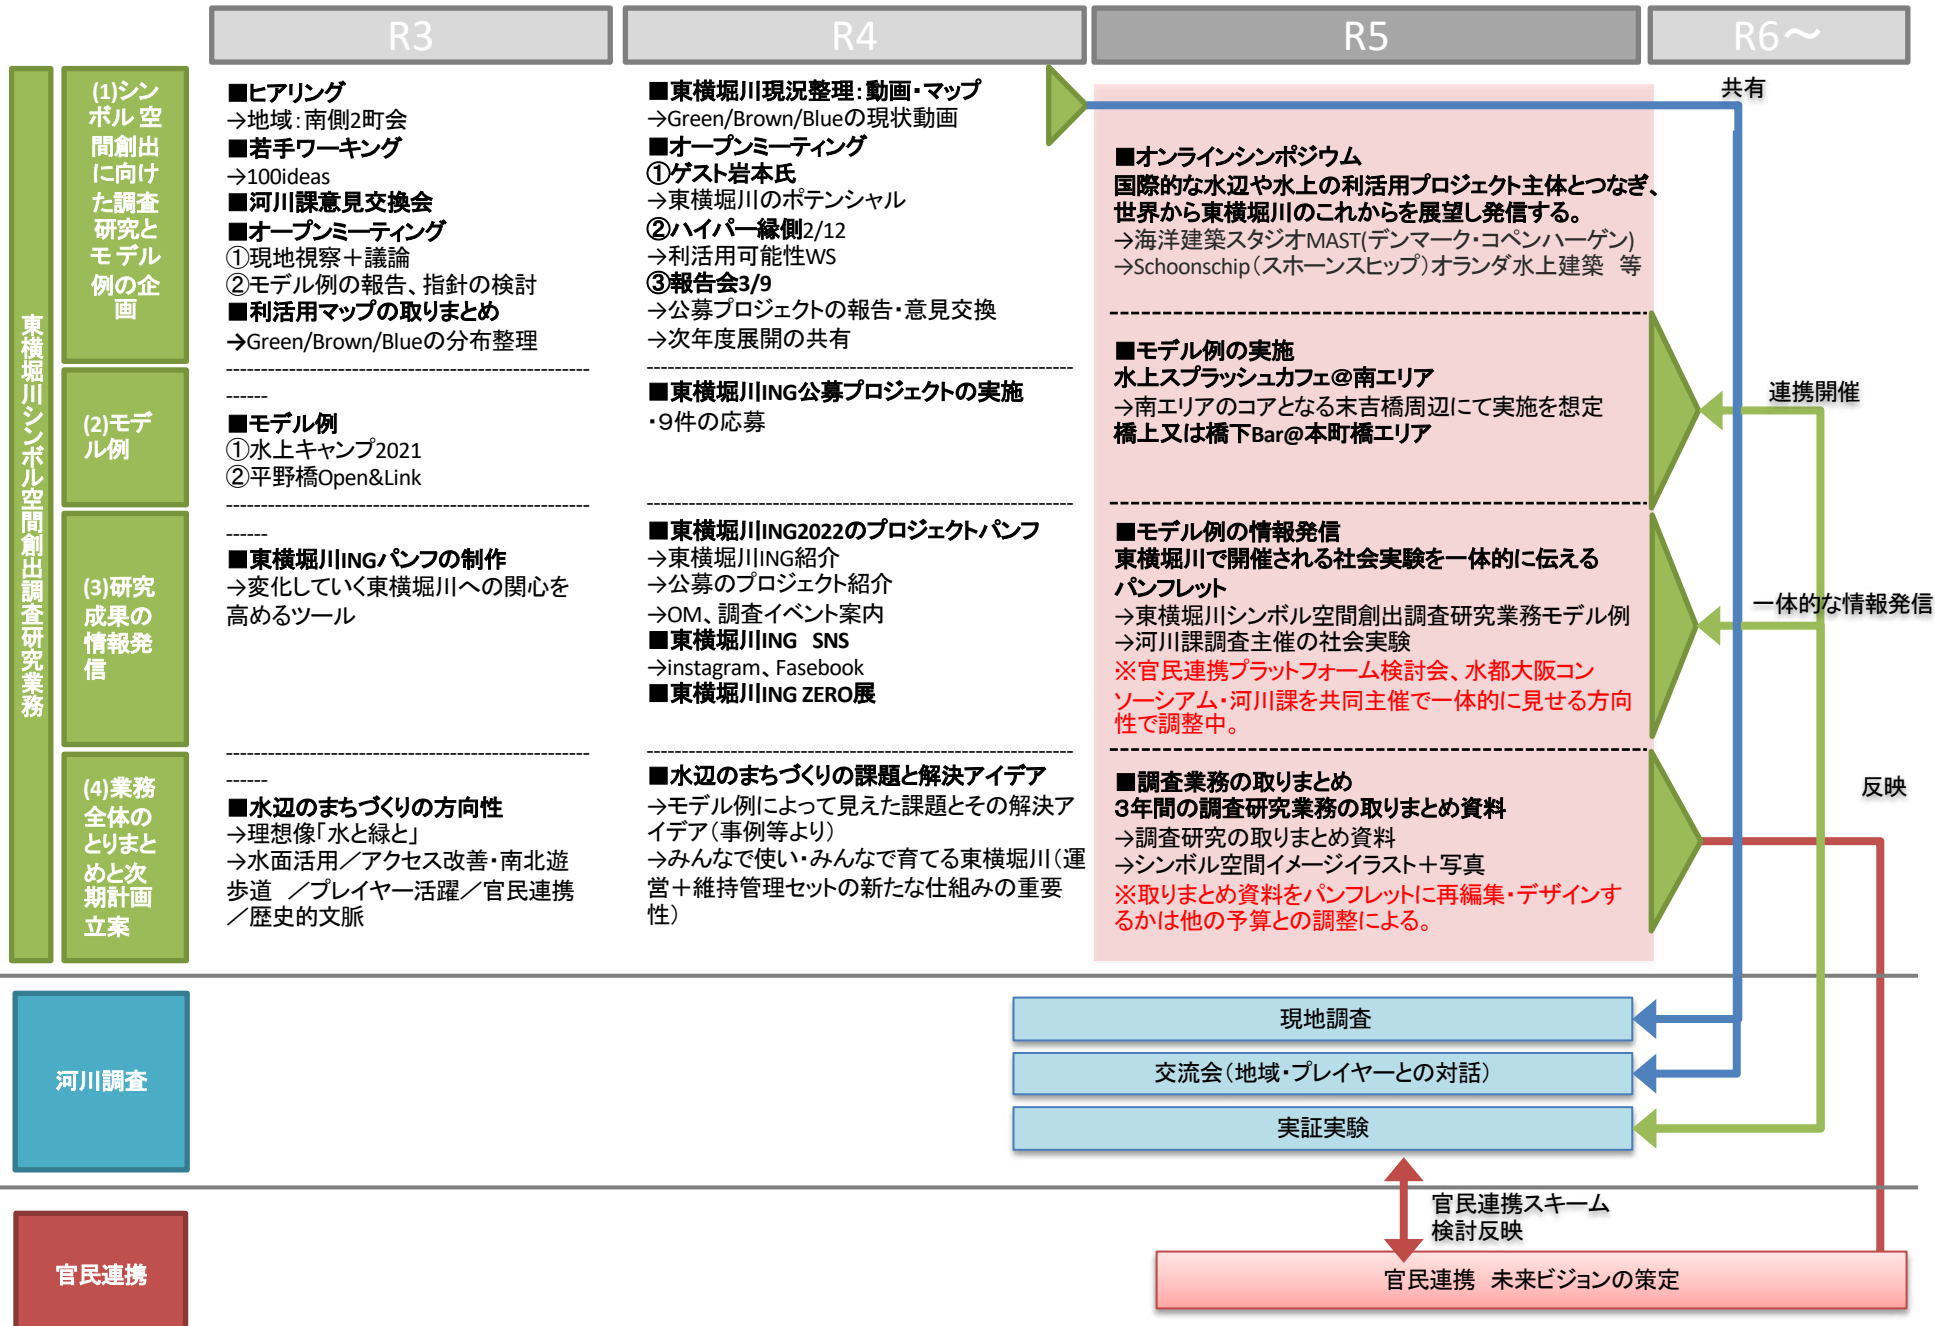 R3
R4
R5
R6～
東横堀川シンボル空間創出調査研究業務
(1)シン
ボル 空
間創出
に向け
た調査
研究と
モデル
例の企
画
■ヒアリング
→地域：南側2町会
■若手ワーキング
→100ideas
■河川課意見交換会
■オープンミーティング
①現地視察＋議論
②モデル例の報告、指針の検討
■利活用マップの取りまとめ
→Green/Brown/Blueの分布整理
■東横堀川現況整理：動画・マップ
→Green/Brown/Blueの現状動画
■オープンミーティング
①ゲスト岩本氏
→東横堀川のポテンシャル
②ハイパー縁側2/12
→利活用可能性WS
③報告会3/9
→公募プロジェクトの報告・意見交換
→次年度展開の共有
■オンラインシンポジウム
国際的な水辺や水上の利活用プロジェクト主体とつなぎ、
世界から東横堀川のこれからを展望し発信する。
→海洋建築スタジオMAST(デンマーク・コペンハーゲン)
→Schoonschip（スホーンスヒップ）オランダ水上建築　等
共有
(2)モデ
ル例
------
■モデル例
①水上キャンプ2021
②平野橋Open&Link
■東横堀川ING公募プロジェクトの実施
・9件の応募
■モデル例の実施
水上スプラッシュカフェ@南エリア
→南エリアのコアとなる末吉橋周辺にて実施を想定
橋上又は橋下Bar@本町橋エリア
連携開催
(3)研究
成果の
情報発
信
------
■東横堀川INGパンフの制作
→変化していく東横堀川への関心を
高めるツール
■東横堀川ING2022のプロジェクトパンフ
→東横堀川ING紹介
→公募のプロジェクト紹介
→OM、調査イベント案内
■東横堀川ING　SNS
→instagram、Fasebook
■東横堀川ING ZERO展
■モデル例の情報発信
東横堀川で開催される社会実験を一体的に伝える
パンフレット
→東横堀川シンボル空間創出調査研究業務モデル例
→河川課調査主催の社会実験
※官民連携プラットフォーム検討会、水都大阪コン
ソーシアム・河川課を共同主催で一体的に見せる方向
性で調整中。
一体的な情報発信
(4)業務
全体の
とりまと
めと次
期計画
立案
------
■水辺のまちづくりの方向性
→理想像「水と緑と」
→水面活用／アクセス改善・南北遊
歩道　／プレイヤー活躍／官民連携
／歴史的文脈
■水辺のまちづくりの課題と解決アイデア
→モデル例によって見えた課題とその解決ア
イデア（事例等より）
→みんなで使い・みんなで育てる東横堀川（運
営＋維持管理セットの新たな仕組みの重要
性）
■調査業務の取りまとめ
３年間の調査研究業務の取りまとめ資料
→調査研究の取りまとめ資料
→シンボル空間イメージイラスト＋写真
※取りまとめ資料をパンフレットに再編集・デザインす
るかは他の予算との調整による。
反映
河川調査
現地調査
交流会（地域・プレイヤーとの対話）
実証実験
官民連携スキーム
検討反映
官民連携
官民連携　未来ビジョンの策定